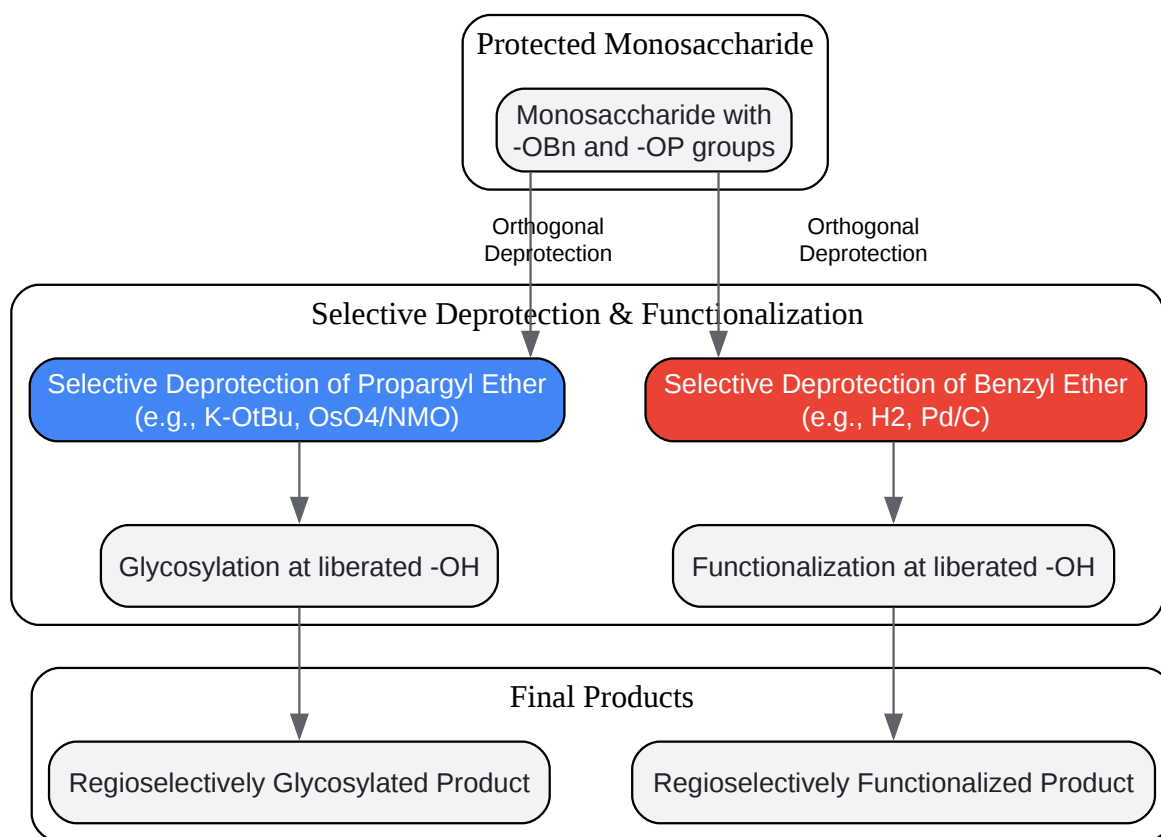 Protected Monosaccharide
Monosaccharide with
-OBn and -OP groups
Orthogonal
Deprotection
Orthogonal
Deprotection
Selective Deprotection & Functionalization
Selective Deprotection of Propargyl Ether
(e.g., K-OtBu, OsO4/NMO)
Selective Deprotection of Benzyl Ether
(e.g., H2, Pd/C)
Glycosylation at liberated -OH
Functionalization at liberated -OH
Final Products
Regioselectively Glycosylated Product
Regioselectively Functionalized Product